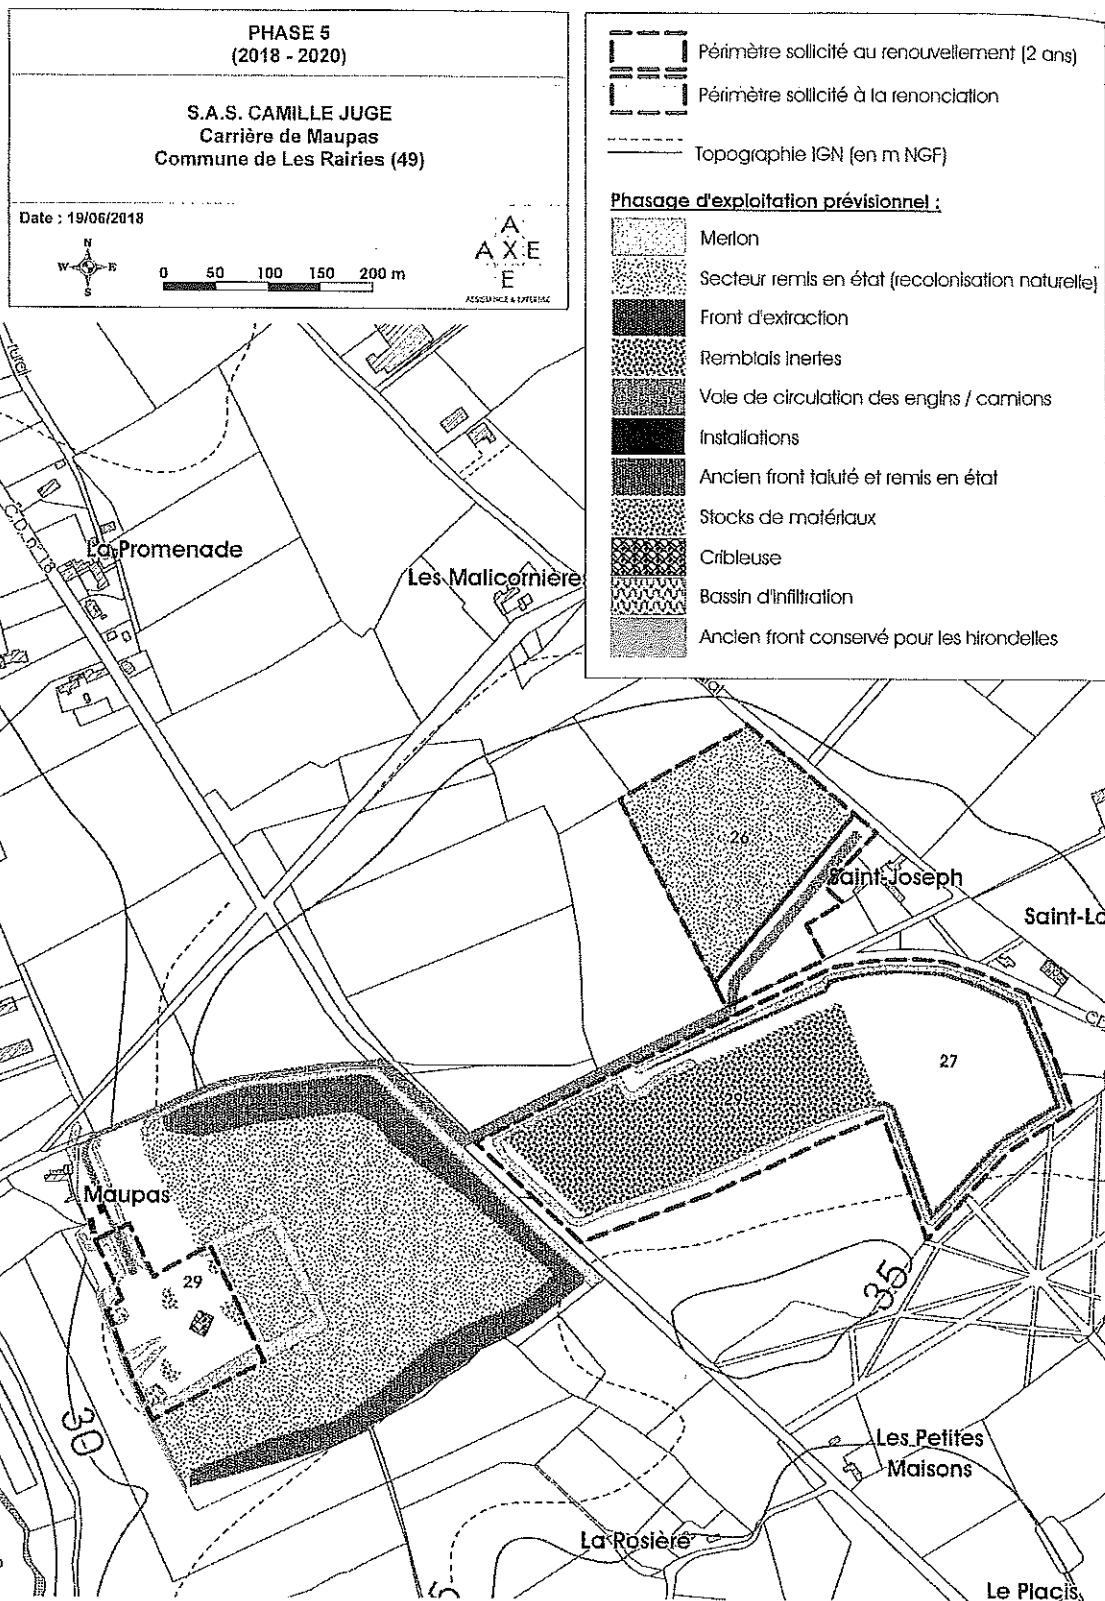 PHASE 5
(2018 - 2020)
S.A.S. CAMILLE JUGE
Carrière de Maupas
Commune de Les Rairies (49)
Date : 19/06/2018
N
W E
S
0 50 100 150 200 m
A
A X E
E
Périmètre sollicité au renouvellement (2 ans)
Périmètre sollicité à la renonciation
Topographie IGN (en m NGF)
Phasage d'exploitation prévisionnel :
Merlon
Secteur remis en état (recolonisation naturelle)
Front d'extraction
Remblais inertes
Voie de circulation des engins / camions
Installations
Ancien front taluté et remis en état
Stocks de matériaux
Cribleuse
Bassin d'infiltration
Ancien front conservé pour les hirondelles
rural
C.D. n. 18
La Promenade
Les Malicornière
26
Saint-Joseph
Saint-Lo
27
29
Maupas
29
35
30
Les Petites
Maisons
La Rosière
Le Placis